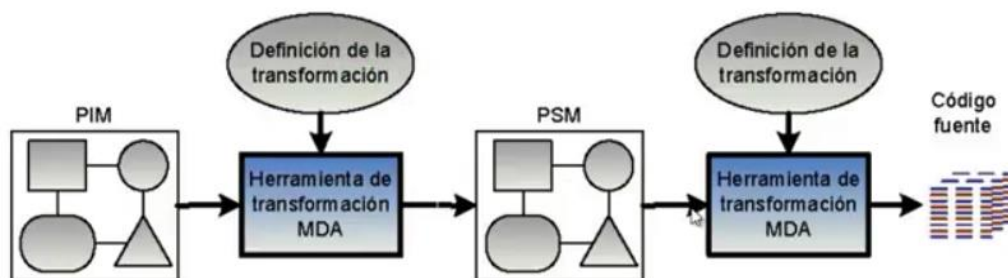 Definición de la
transformación
Definición de la
transformación
PIM
PSM
Código
fuente
Herramienta de
transformación
MDA
Herramienta de
transformación
MDA